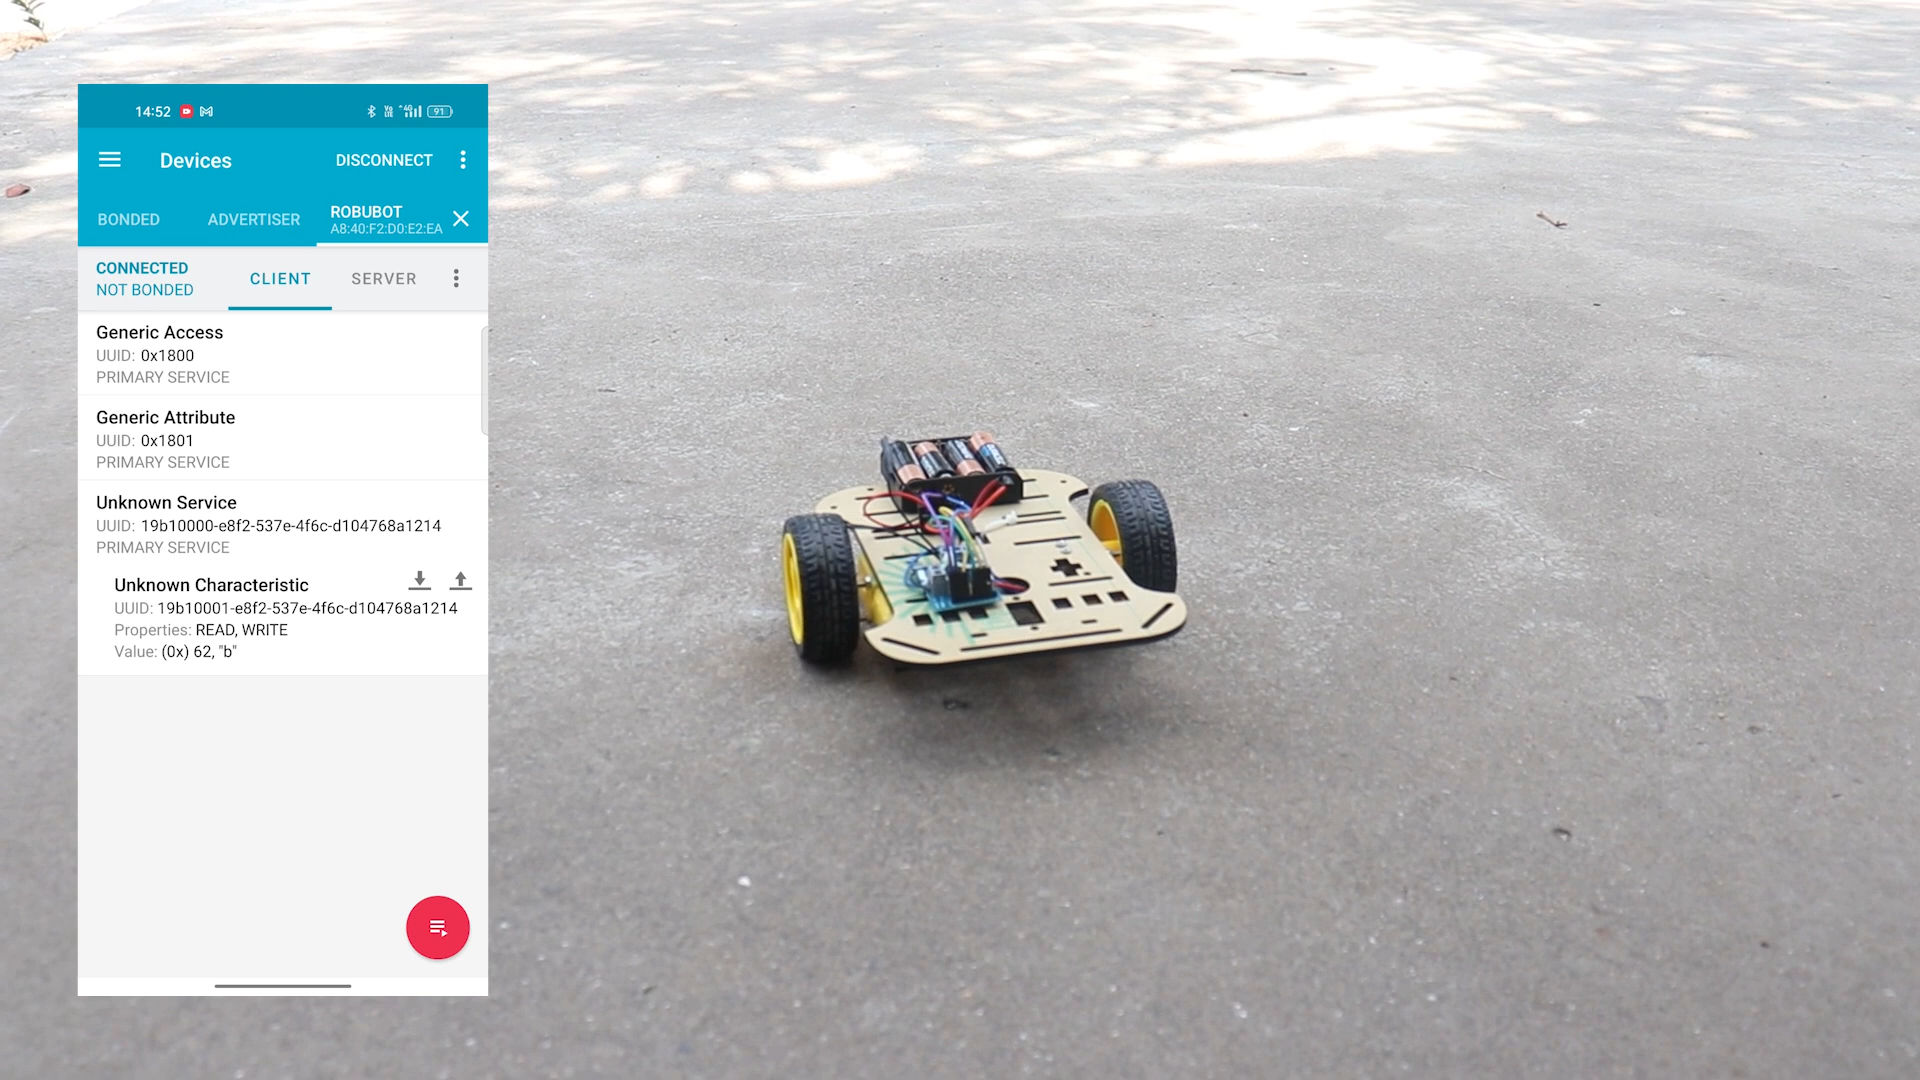 14:52
91
Devices
DISCONNECT
BONDED
ADVERTISER
ROBUBOT
A8:40:F2:D0:E2:EA
CONNECTED
NOT BONDED
CLIENT
SERVER
Generic Access
UUID: 0x1800
PRIMARY SERVICE
Generic Attribute
UUID: 0x1801
PRIMARY SERVICE
Unknown Service
UUID: 19b10000-e8f2-537e-4f6c-d104768a1214
PRIMARY SERVICE
Unknown Characteristic
UUID: 19b10001-e8f2-537e-4f6c-d104768a1214
Properties: READ, WRITE
Value: (0x) 62, "b"